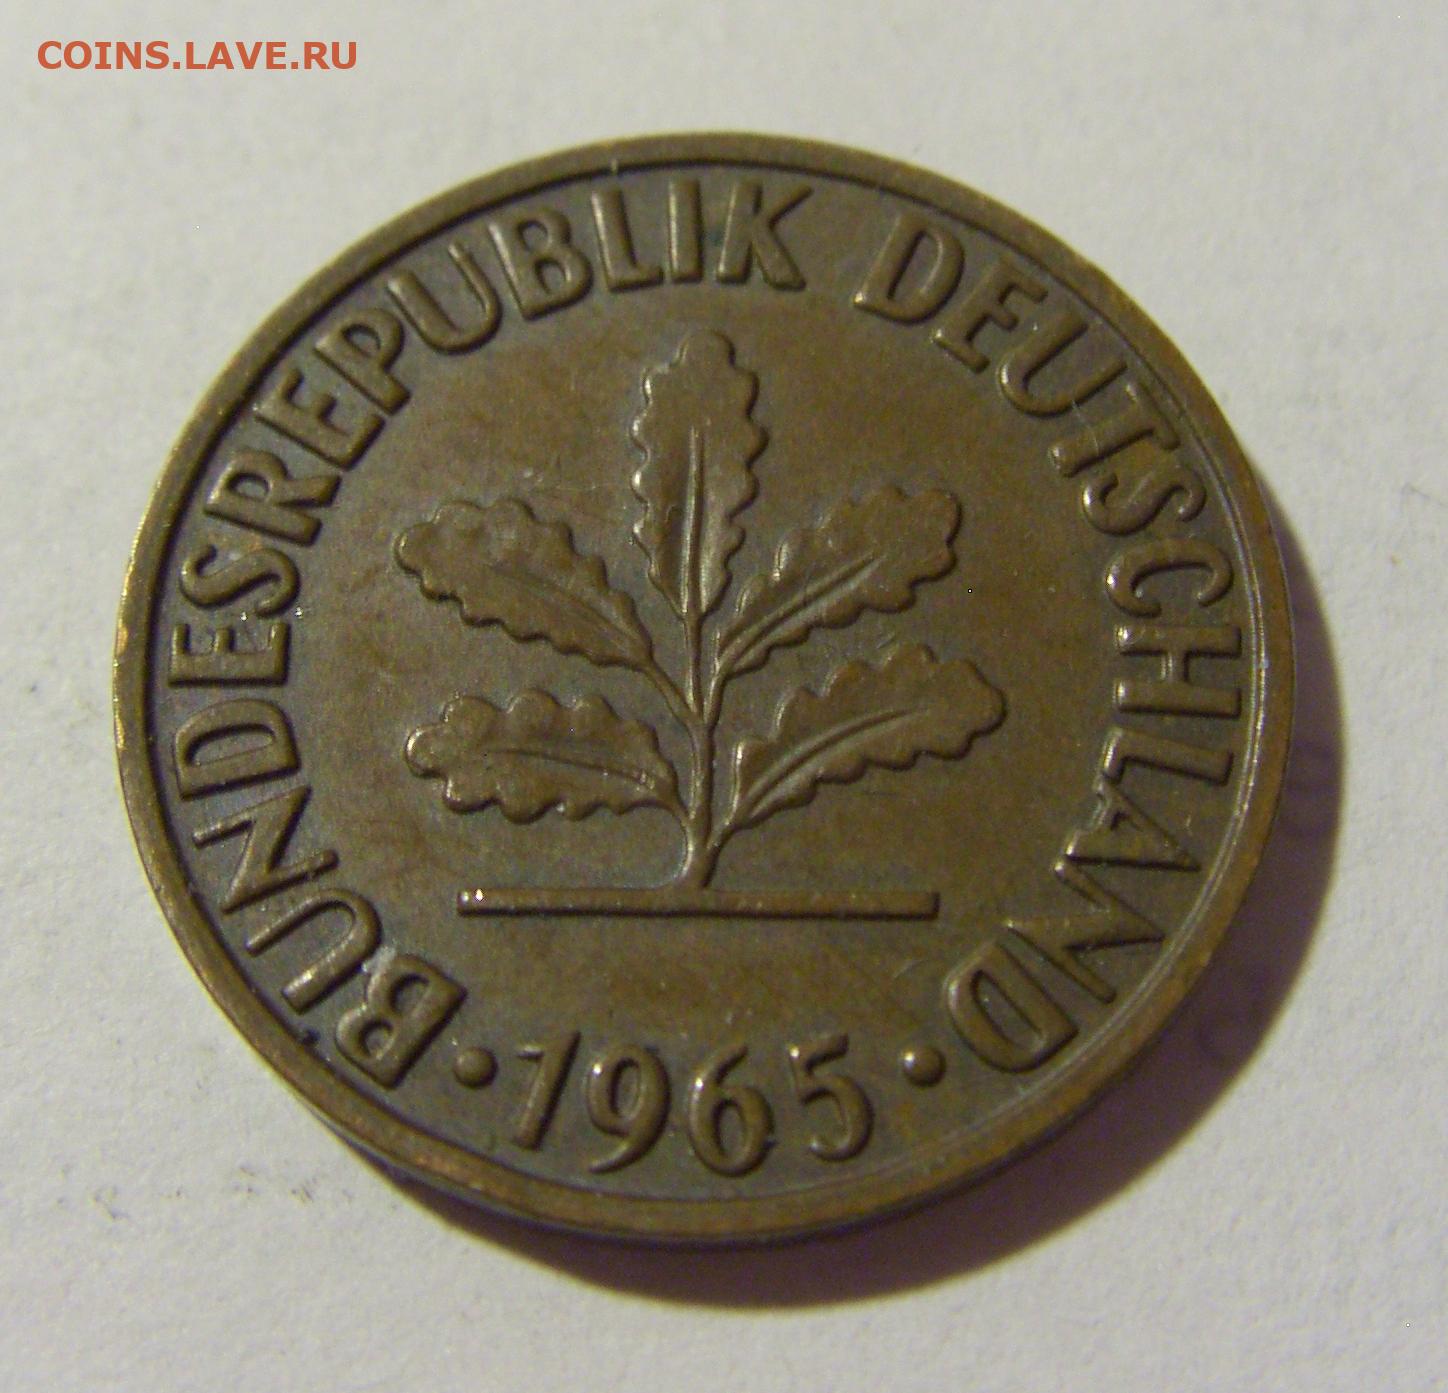 COINS.LAVE.RU
BUNDESREPUBLIK DEUTSCHLAND
· 1965 ·